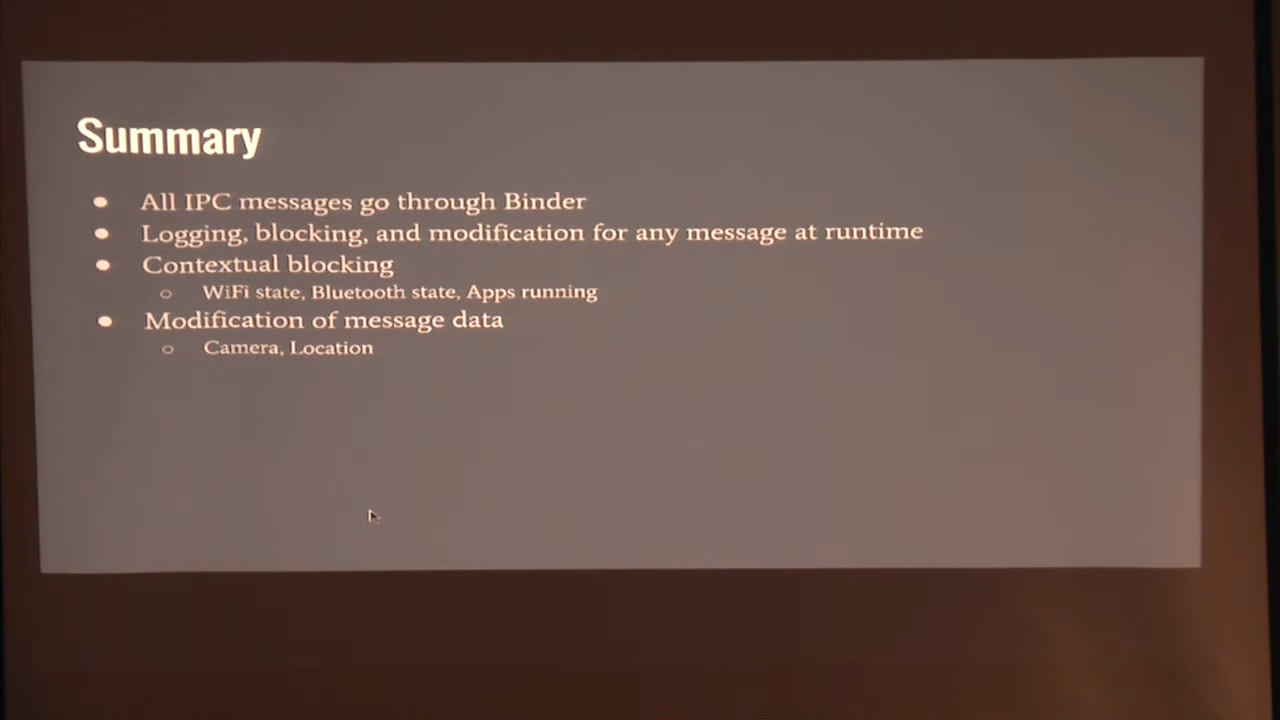 Summary
All IPC messages go through Binder
Logging, blocking, and modification for any message at runtime
Contextual blocking
WiFi state, Bluetooth state, Apps running
Modification of message data
Camera, Location